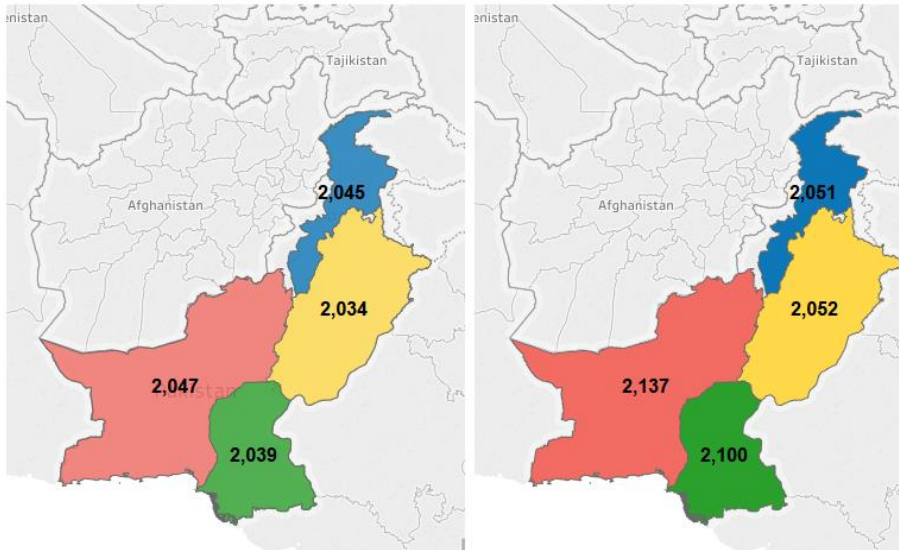 enistan
Tajikistan
2,045
Afghanistan
2,034
2,047
Pakistan
2,039
enistan
Tajikistan
2,051
Afghanistan
2,052
2,137
2,100